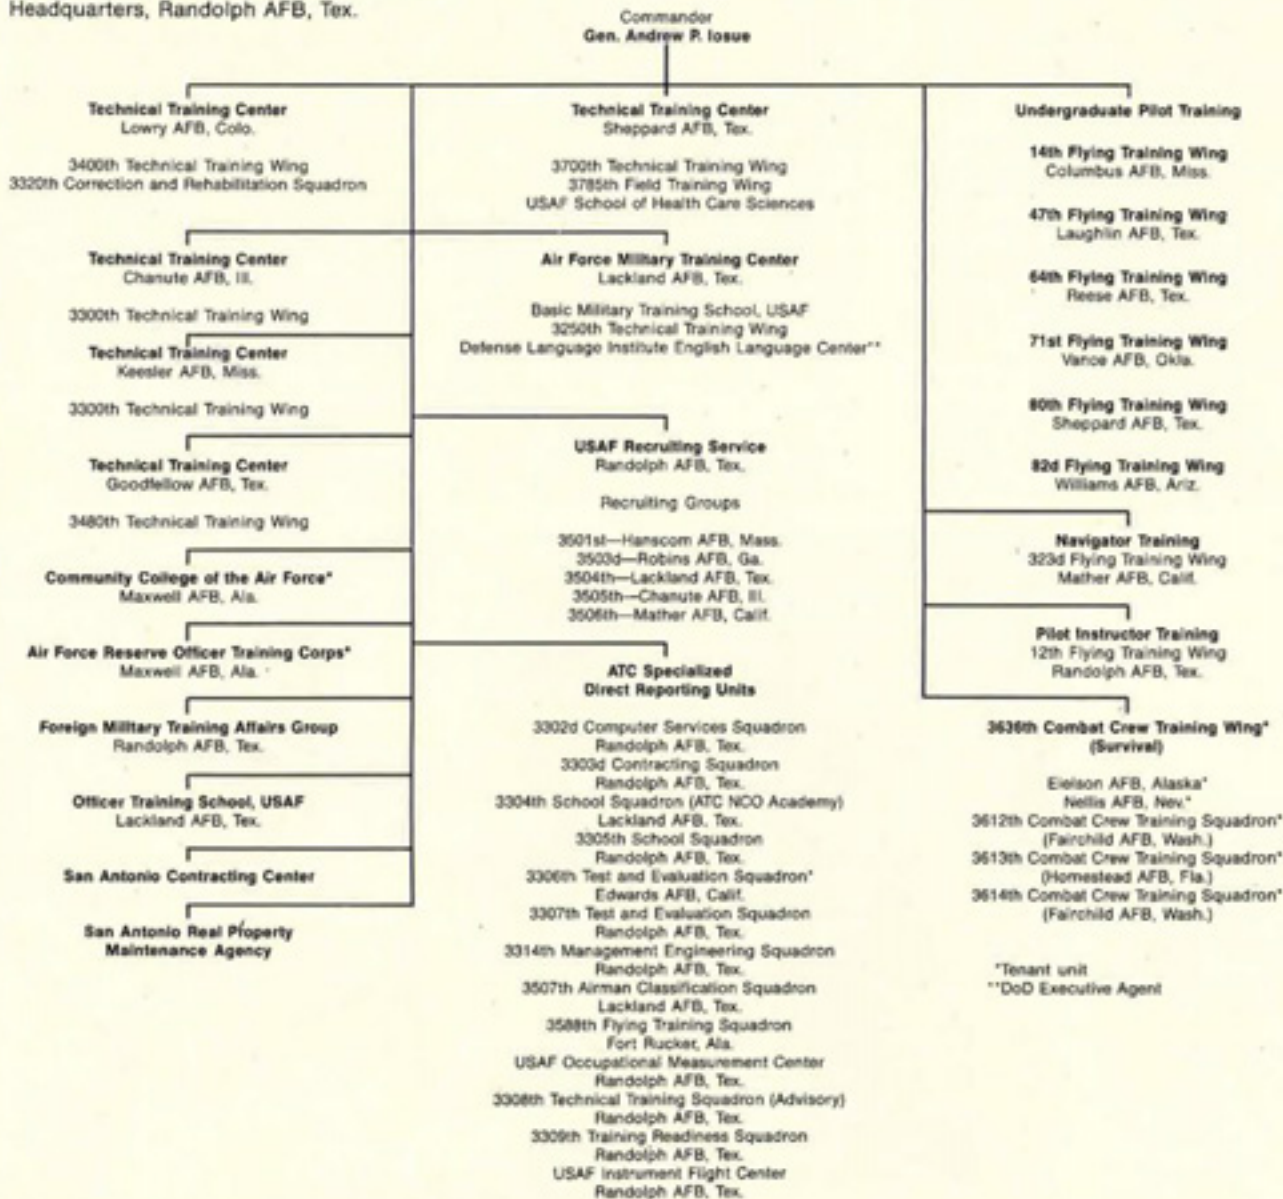 Headquarters, Randolph AFB, Tex.
Commander
Gen. Andrew P. Iosue
Technical Training Center
Lowry AFB, Colo.
3400th Technical Training Wing
3320th Correction and Rehabilitation Squadron
Technical Training Center
Chanute AFB, Ill.
3300th Technical Training Wing
Technical Training Center
Keesler AFB, Miss.
3300th Technical Training Wing
Technical Training Center
Goodfellow AFB, Tex.
3480th Technical Training Wing
Community College of the Air Force*
Maxwell AFB, Ala.
Air Force Reserve Officer Training Corps*
Maxwell AFB, Ala.
Foreign Military Training Affairs Group
Randolph AFB, Tex.
Officer Training School, USAF
Lackland AFB, Tex.
San Antonio Contracting Center
San Antonio Real Property
Maintenance Agency
Technical Training Center
Sheppard AFB, Tex.
3700th Technical Training Wing
3785th Field Training Wing
USAF School of Health Care Sciences
Air Force Military Training Center
Lackland AFB, Tex.
Basic Military Training School, USAF
3250th Technical Training Wing
Defense Language Institute English Language Center**
USAF Recruiting Service
Randolph AFB, Tex.
Recruiting Groups
3501st—Hanscom AFB, Mass.
3503d—Robins AFB, Ga.
3504th—Lackland AFB, Tex.
3505th—Chanute AFB, Ill.
3506th—Mather AFB, Calif.
ATC Specialized
Direct Reporting Units
3302d Computer Services Squadron
Randolph AFB, Tex.
3303d Contracting Squadron
Randolph AFB, Tex.
3304th School Squadron (ATC NCO Academy)
Lackland AFB, Tex.
3305th School Squadron
Randolph AFB, Tex.
3306th Test and Evaluation Squadron*
Edwards AFB, Calif.
3307th Test and Evaluation Squadron
Randolph AFB, Tex.
3314th Management Engineering Squadron
Randolph AFB, Tex.
3507th Airman Classification Squadron
Lackland AFB, Tex.
3588th Flying Training Squadron
Fort Rucker, Ala.
USAF Occupational Measurement Center
Randolph AFB, Tex.
3308th Technical Training Squadron (Advisory)
Randolph AFB, Tex.
3309th Training Readiness Squadron
Randolph AFB, Tex.
USAF Instrument Flight Center
Randolph AFB, Tex.
Undergraduate Pilot Training
14th Flying Training Wing
Columbus AFB, Miss.
47th Flying Training Wing
Laughlin AFB, Tex.
64th Flying Training Wing
Reese AFB, Tex.
71st Flying Training Wing
Vance AFB, Okla.
80th Flying Training Wing
Sheppard AFB, Tex.
82d Flying Training Wing
Williams AFB, Ariz.
Navigator Training
323d Flying Training Wing
Mather AFB, Calif.
Pilot Instructor Training
12th Flying Training Wing
Randolph AFB, Tex.
3636th Combat Crew Training Wing*
(Survival)
Eielson AFB, Alaska*
Nellis AFB, Nev.*
3612th Combat Crew Training Squadron*
(Fairchild AFB, Wash.)
3613th Combat Crew Training Squadron*
(Homestead AFB, Fla.)
3614th Combat Crew Training Squadron*
(Fairchild AFB, Wash.)
*Tenant unit
**DoD Executive Agent